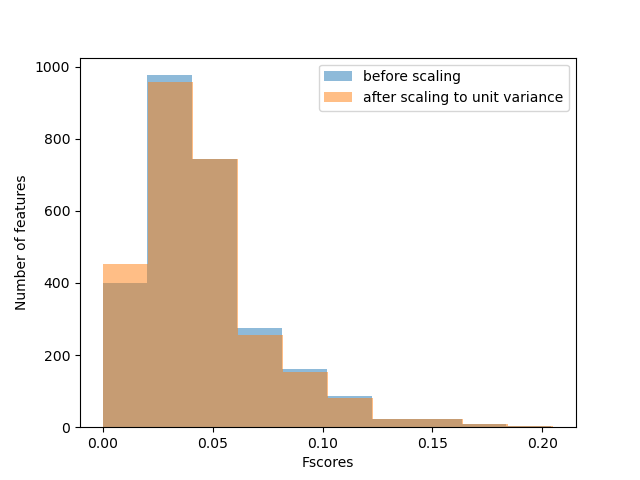 before scaling
after scaling to unit variance
1000
800
600
400
200
0
Number of features
0.00 0.05 0.10 0.15 0.20
Fscores